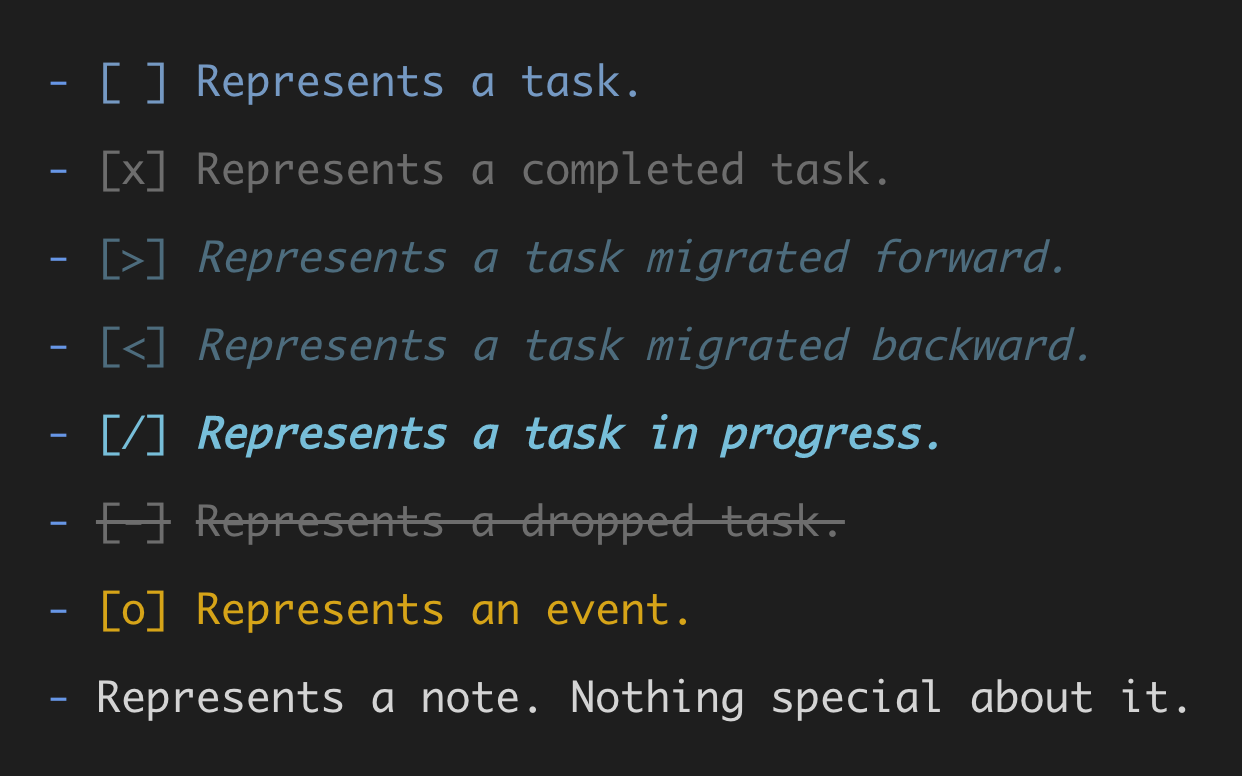 - [ ] Represents a task.
- [x] Represents a completed task.
- [>] Represents a task migrated forward.
- [<] Represents a task migrated backward.
- [/] Represents a task in progress.
- [-] Represents a dropped task.
- [o] Represents an event.
- Represents a note. Nothing special about it.